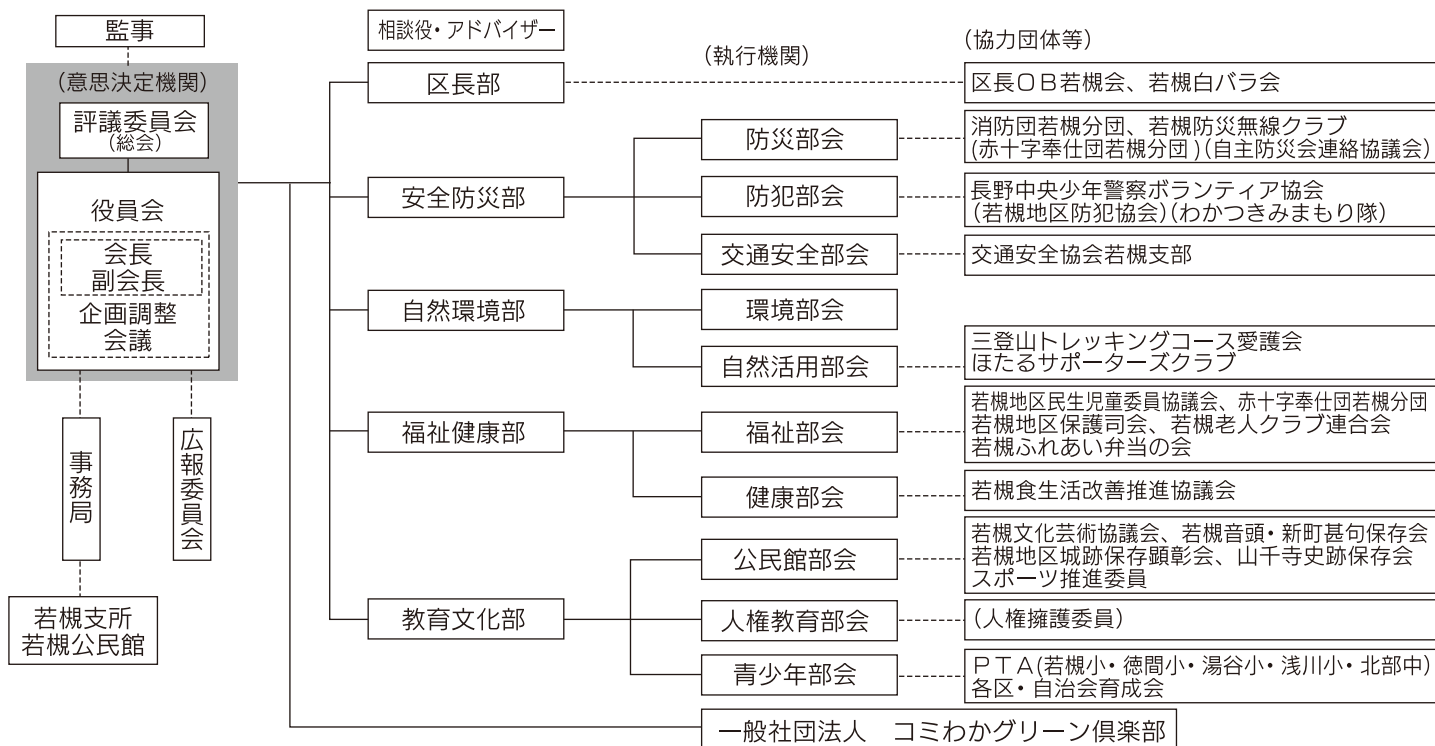 監事
(意思決定機関)
評議委員会
(総会)
役員会
会長
副会長
企画調整
会議
事務局
広報委員会
若槻支所
若槻公民館
相談役・アドバイザー
(執行機関)
(協力団体等)
区長部
区長OB若槻会、若槻白バラ会
安全防災部
防災部会
消防団若槻分団、若槻防災無線クラブ
(赤十字奉仕団若槻分団)(自主防災会連絡協議会)
防犯部会
長野中央少年警察ボランティア協会
(若槻地区防犯協会)(わかつきみまもり隊)
交通安全部会
交通安全協会若槻支部
自然環境部
環境部会
自然活用部会
三登山トレッキングコース愛護会
ほたるサポーターズクラブ
福祉健康部
福祉部会
若槻地区民生児童委員協議会、赤十字奉仕団若槻分団
若槻地区保護司会、若槻老人クラブ連合会
若槻ふれあい弁当の会
健康部会
若槻食生活改善推進協議会
教育文化部
公民館部会
若槻文化芸術協議会、若槻音頭・新町甚句保存会
若槻地区城跡保存顕彰会、山千寺史跡保存会
スポーツ推進委員
人権教育部会
(人権擁護委員)
青少年部会
PTA(若槻小・徳間小・湯谷小・浅川小・北部中)
各区・自治会育成会
一般社団法人　コミわかグリーン倶楽部